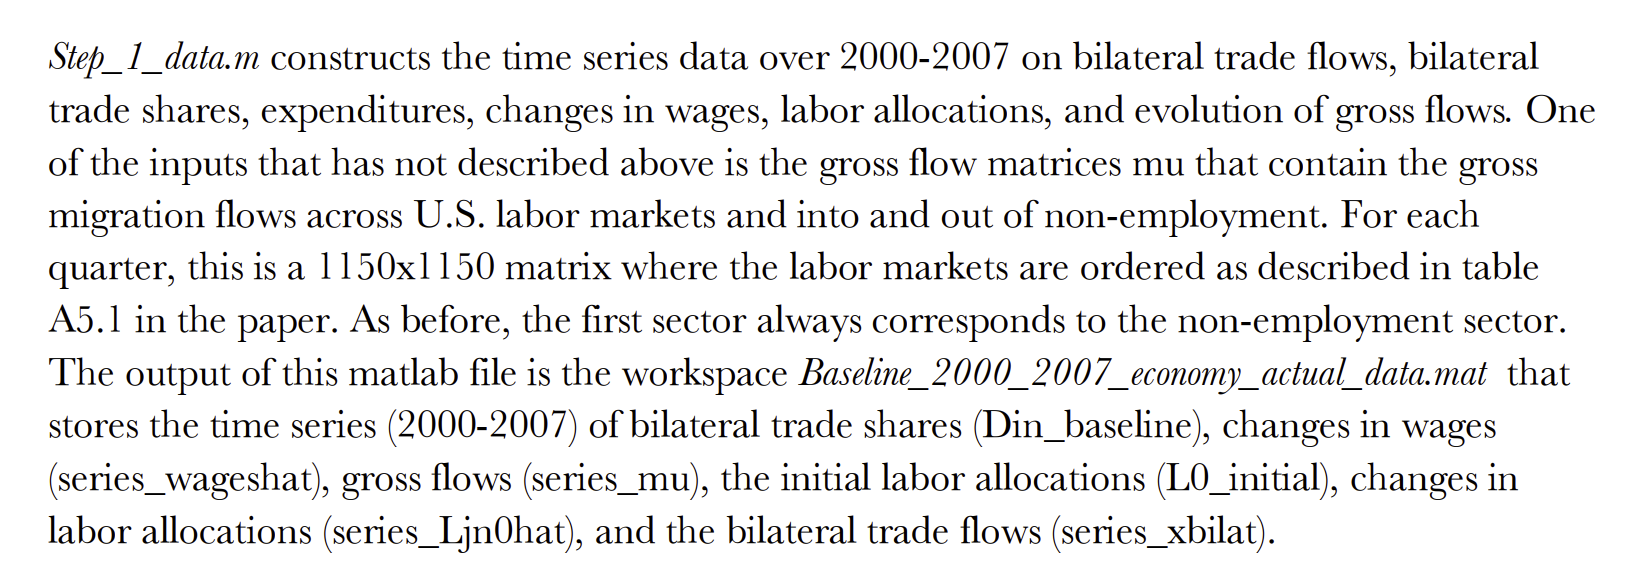 Step_1_data.m constructs the time series data over 2000-2007 on bilateral trade flows, bilateral
trade shares, expenditures, changes in wages, labor allocations, and evolution of gross flows. One
of the inputs that has not described above is the gross flow matrices mu that contain the gross
migration flows across U.S. labor markets and into and out of non-employment. For each
quarter, this is a 1150x1150 matrix where the labor markets are ordered as described in table
A5.1 in the paper. As before, the first sector always corresponds to the non-employment sector.
The output of this matlab file is the workspace Baseline_2000_2007_economy_actual_data.mat that
stores the time series (2000-2007) of bilateral trade shares (Din_baseline), changes in wages
(series_wageshat), gross flows (series_mu), the initial labor allocations (L0_initial), changes in
labor allocations (series_Ljn0hat), and the bilateral trade flows (series_xbilat).